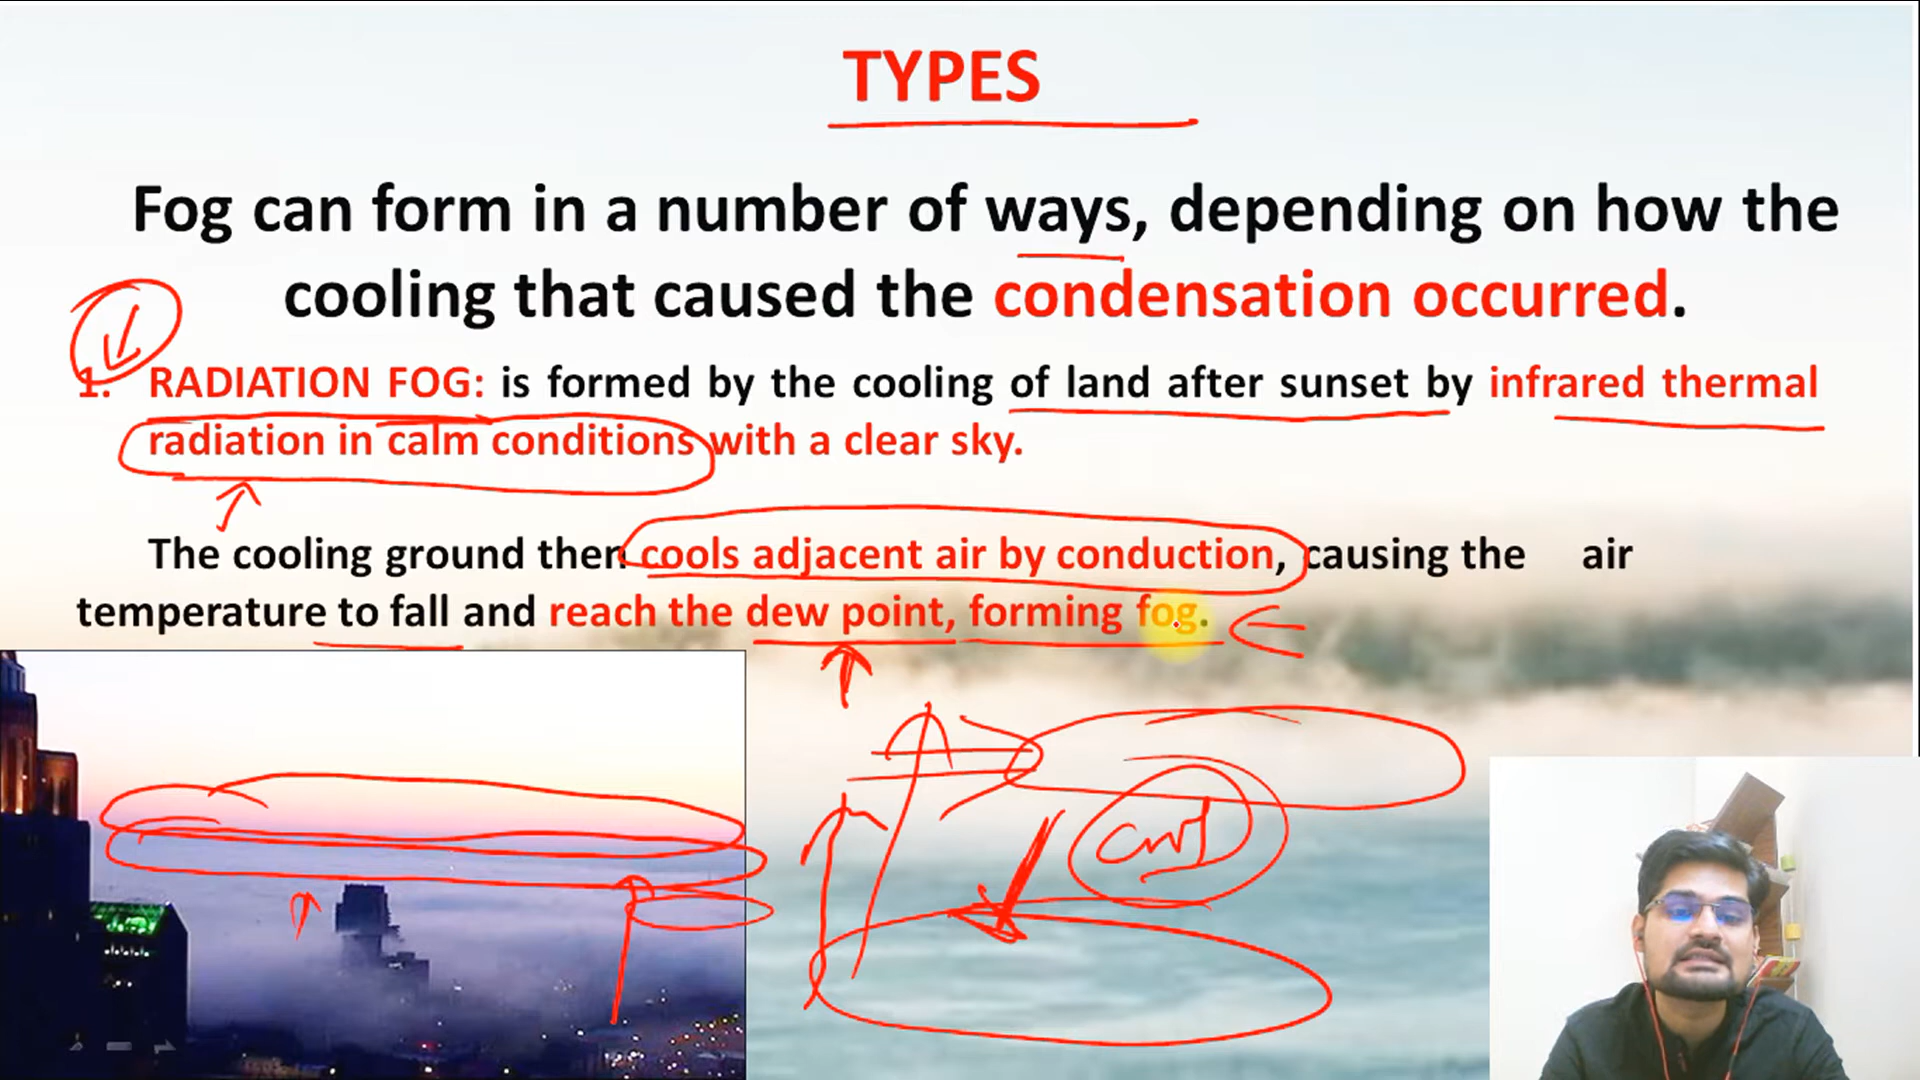 TYPES
Fog can form in a number of ways, depending on how the
cooling that caused the condensation occurred.
1. RADIATION FOG: is formed by the cooling of land after sunset by infrared thermal
radiation in calm conditions with a clear sky.
The cooling ground then cools adjacent air by conduction, causing the air
temperature to fall and reach the dew point, forming fog.